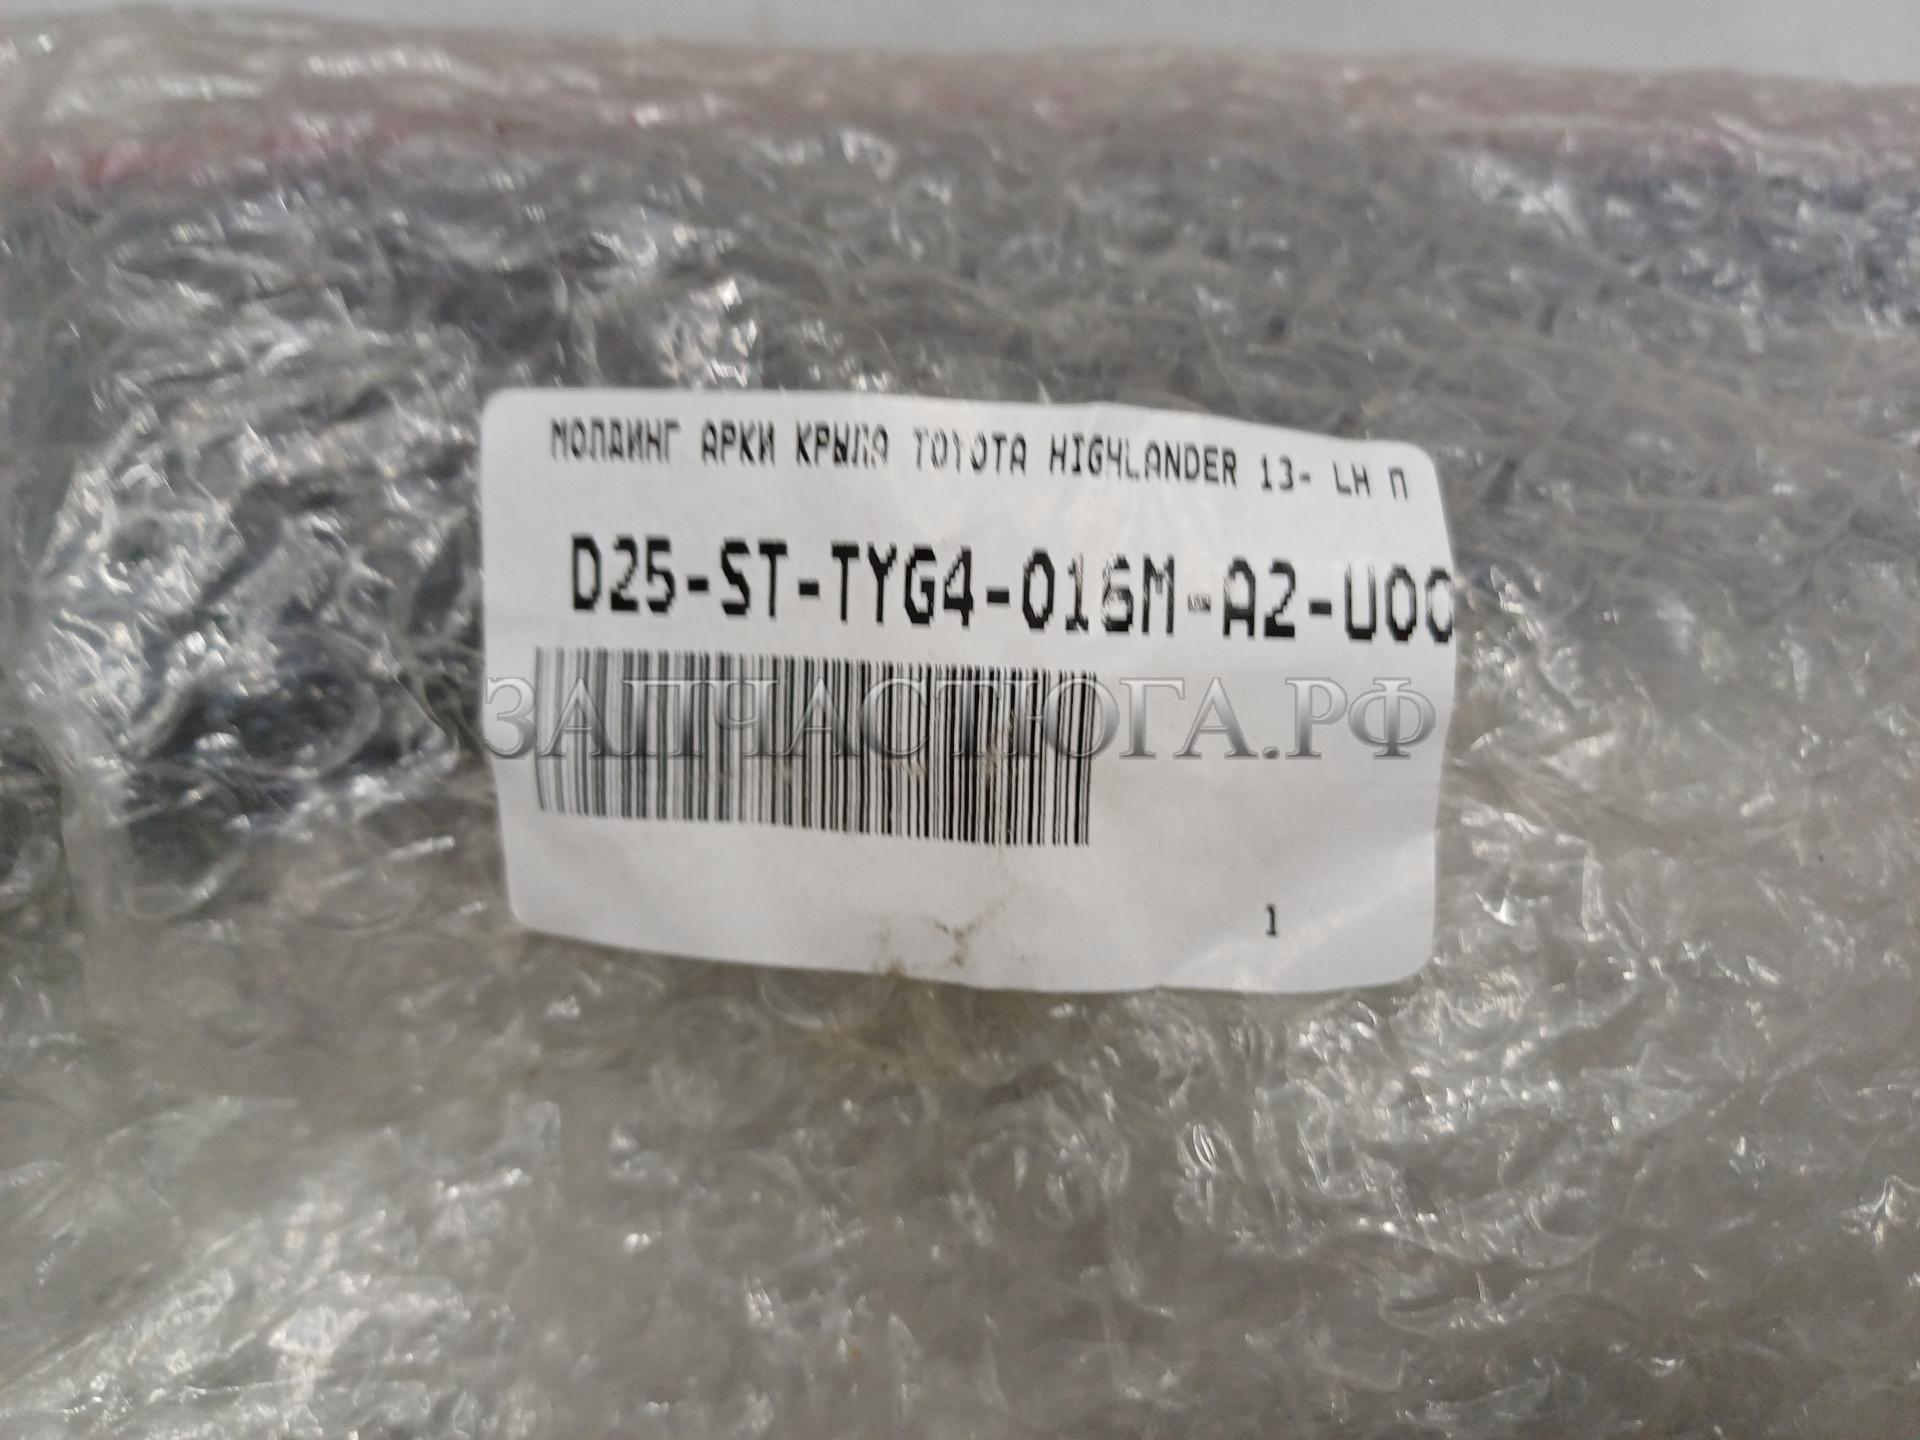 МОЛДИНГ АРКИ КРЫЛА TOYOTA HIGHLANDER 13- LH П
D25-ST-TYG4-016M-A2-U00
ЗАПЧАСТЮГА.РФ
1